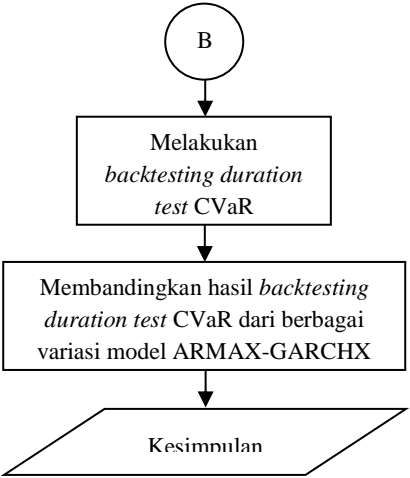 B
Melakukan
backtesting duration
test CVaR
Membandingkan hasil backtesting
duration test CVaR dari berbagai
variasi model ARMAX-GARCHX
Kesimpulan